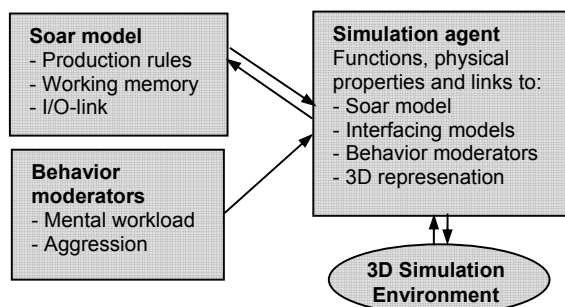 Soar model
- Production rules
- Working memory
- I/O-link
Behavior
moderators
- Mental workload
- Aggression
Simulation agent
Functions, physical
properties and links to:
- Soar model
- Interfacing models
- Behavior moderators
- 3D represenation
3D Simulation
Environment